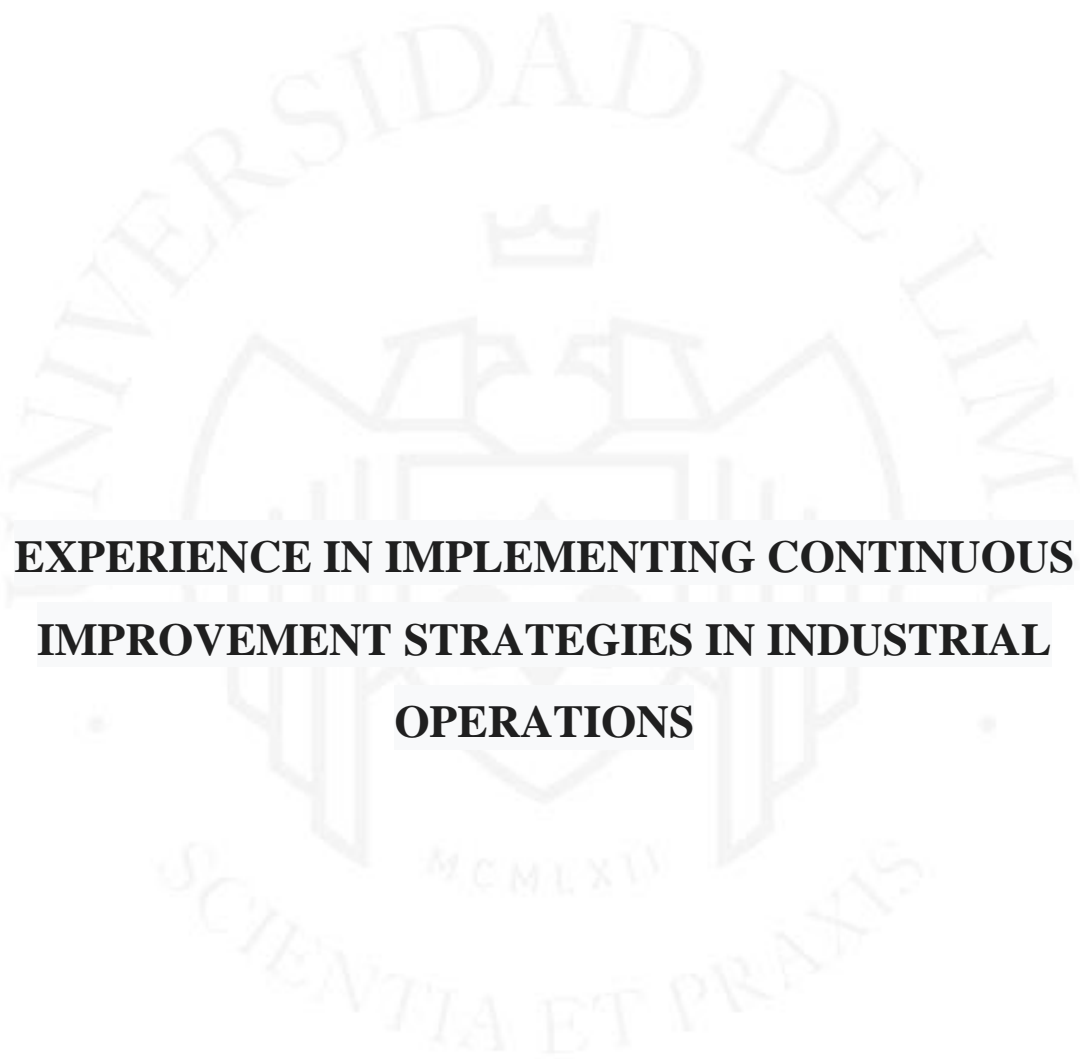 UNIVERSIDAD DE LIMA
EXPERIENCE IN IMPLEMENTING CONTINUOUS
IMPROVEMENT STRATEGIES IN INDUSTRIAL
OPERATIONS
MCMLXII
SCIENTIA ET PRAXIS